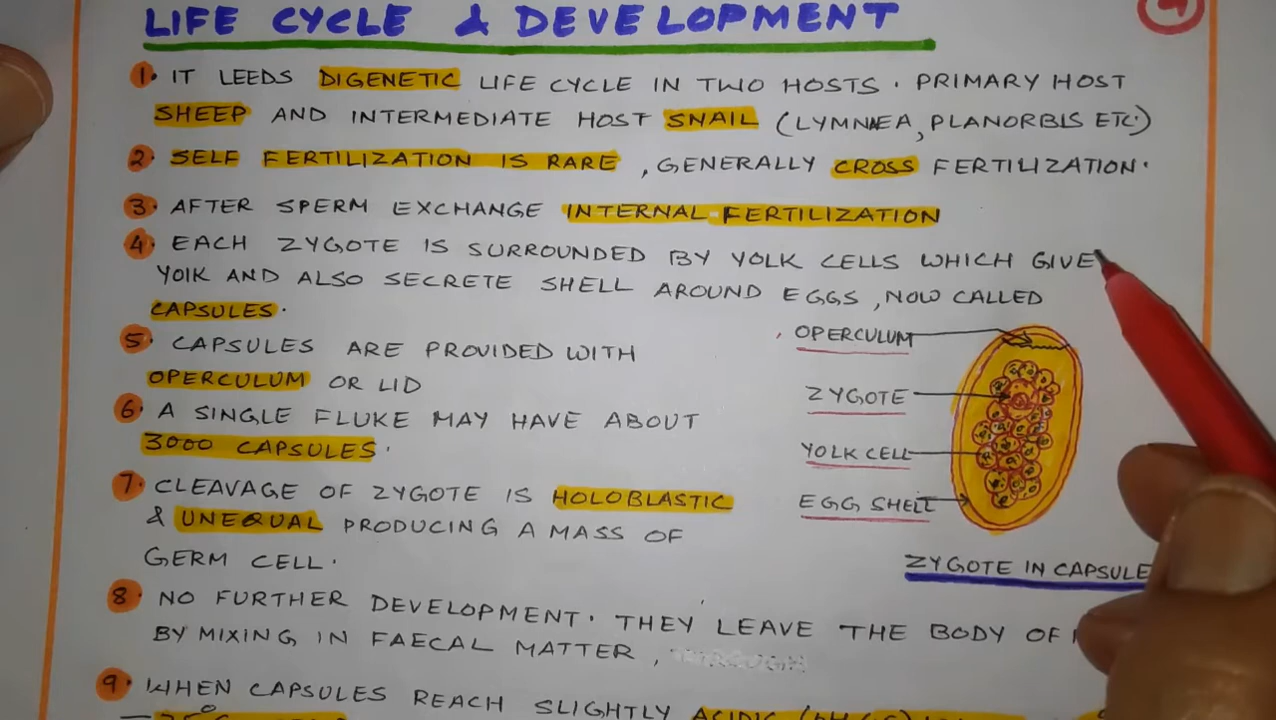 LIFE CYCLE & DEVELOPMENT
1. IT LEEDS DIGENETIC LIFE CYCLE IN TWO HOSTS. PRIMARY HOST
SHEEP AND INTERMEDIATE HOST SNAIL (LYMNAEA, PLANORBIS ETC.)
2. SELF FERTILIZATION IS RARE, GENERALLY CROSS FERTILIZATION.
3. AFTER SPERM EXCHANGE INTERNAL FERTILIZATION
4. EACH ZYGOTE IS SURROUNDED BY YOLK CELLS WHICH GIVE
YOlK AND ALSO SECRETE SHELL AROUND EGGS, NOW CALLED
CAPSULES.
5. CAPSULES ARE PROVIDED WITH
OPERCULUM OR LID
6. A SINGLE FLUKE MAY HAVE ABOUT
3000 CAPSULES.
7. CLEAVAGE OF ZYGOTE IS HOLOBLASTIC
& UNEQUAL PRODUCING A MASS OF
GERM CELL.
OPERCULUM
ZYGOTE
YOLK CELL
EGG SHELL
ZYGOTE IN CAPSULE
8. NO FURTHER DEVELOPMENT. THEY LEAVE THE BODY OF
BY MIXING IN FAECAL MATTER,
9. WHEN CAPSULES REACH SLIGHTLY ACIDIC